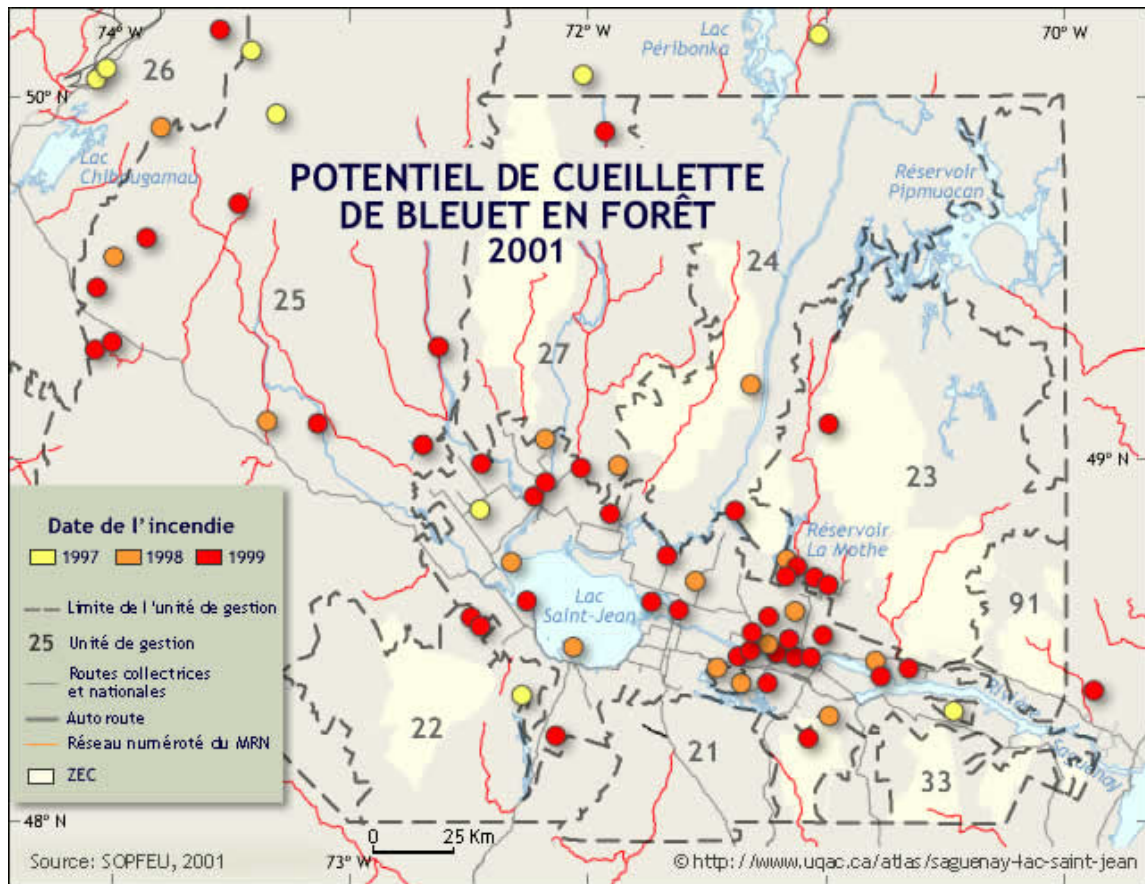 74° W
72° W
70° W
Lac
Péribonka
26
50° N
Lac
Chibougamau
Réservoir
Pipmuacan
POTENTIEL DE CUEILLETTE
DE BLEUET EN FORÊT
2001
24
25
27
49° N
23
Réservoir
La Mothe
Lac
Saint-Jean
91
22
21
33
Rivière
Saguenay
Date de l'incendie
1997 1998 1999
Limite de l'unité de gestion
25 Unité de gestion
Routes collectrices
et nationales
Autoroute
Réseau numéroté du MRN
ZEC
48° N
0 25 Km
73° W
Source: SOPFEU, 2001
©http://www.uqac.ca/atlas/saguenay-lac-saint-jean